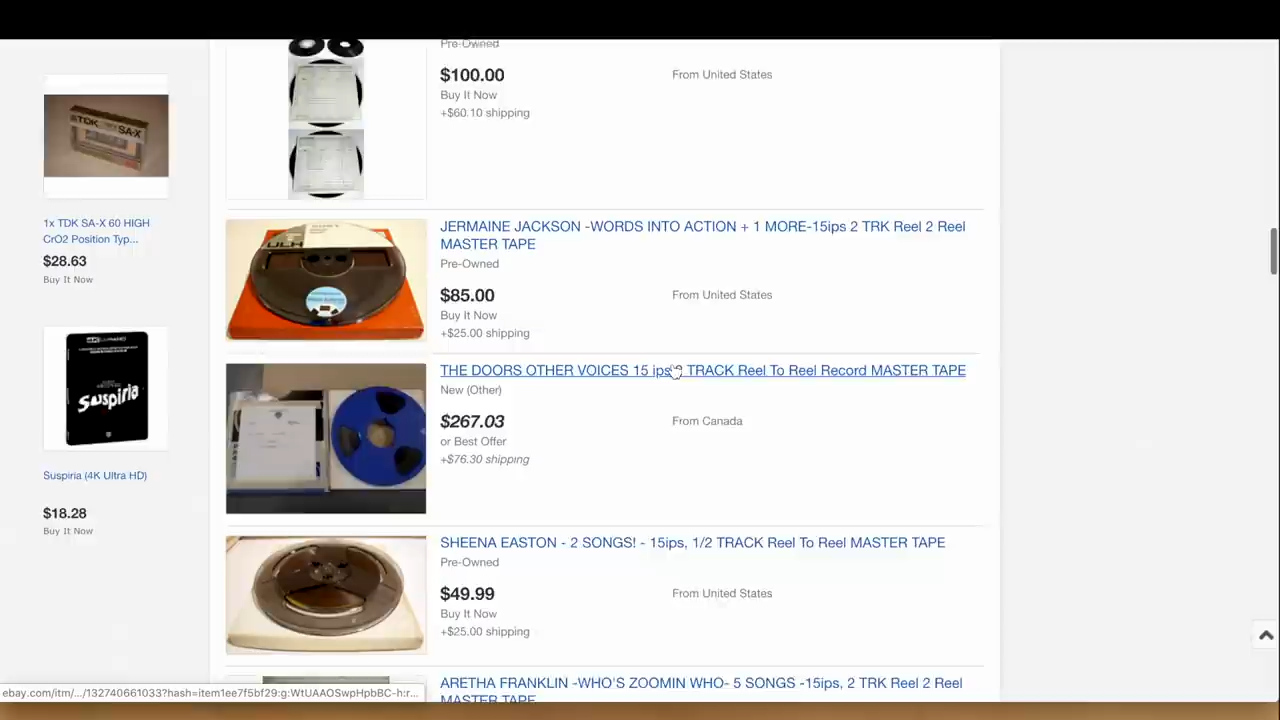 Pre-Owned
$100.00
From United States
Buy It Now
+$60.10 shipping
TDK SA-X
1x TDK SA-X 60 HIGH
CrO2 Position Typ...
$28.63
Buy It Now
JERMAINE JACKSON -WORDS INTO ACTION + 1 MORE-15ips 2 TRK Reel 2 Reel
MASTER TAPE
Pre-Owned
$85.00
From United States
Buy It Now
+$25.00 shipping
Suspiria
Suspiria (4K Ultra HD)
$18.28
Buy It Now
THE DOORS OTHER VOICES 15 ips TRACK Reel To Reel Record MASTER TAPE
New (Other)
$267.03
From Canada
or Best Offer
+$76.30 shipping
SHEENA EASTON - 2 SONGS! - 15ips, 1/2 TRACK Reel To Reel MASTER TAPE
Pre-Owned
$49.99
From United States
Buy It Now
+$25.00 shipping
ARETHA FRANKLIN -WHO'S ZOOMIN WHO- 5 SONGS -15ips, 2 TRK Reel 2 Reel
MASTER TAPE
ebay.com/itm/.../132740661033?hash=item1ee7f5bf29:g:WtUAAOSwpHpbBC-h:r...